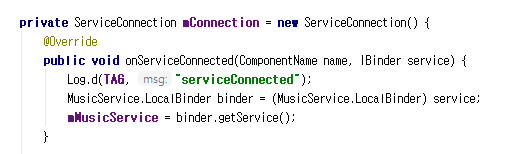 private ServiceConnection mConnection = new ServiceConnection() {
@Override
public void onServiceConnected(ComponentName name, IBinder service) {
Log.d(TAG, msg: "serviceConnected");
MusicService.LocalBinder binder = (MusicService.LocalBinder) service;
mMusicService = binder.getService();
}